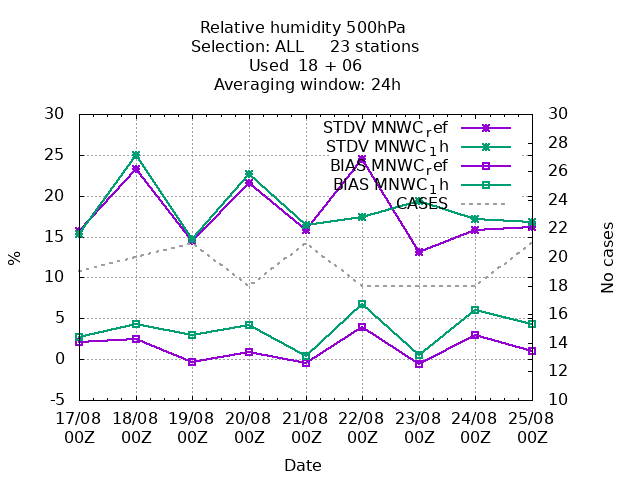 Relative humidity 500hPa
Selection: ALL     23 stations
Used  18 + 06
Averaging window: 24h
STDV MNWC_ref
STDV MNWC_1h
BIAS MNWC_ref
BIAS MNWC_1h
CASES
30
25
20
15
10
5
0
-5
%
30
28
26
24
22
20
18
16
14
12
10
No cases
17/08 18/08 19/08 20/08 21/08 22/08 23/08 24/08 25/08
00Z 00Z 00Z 00Z 00Z 00Z 00Z 00Z 00Z
Date